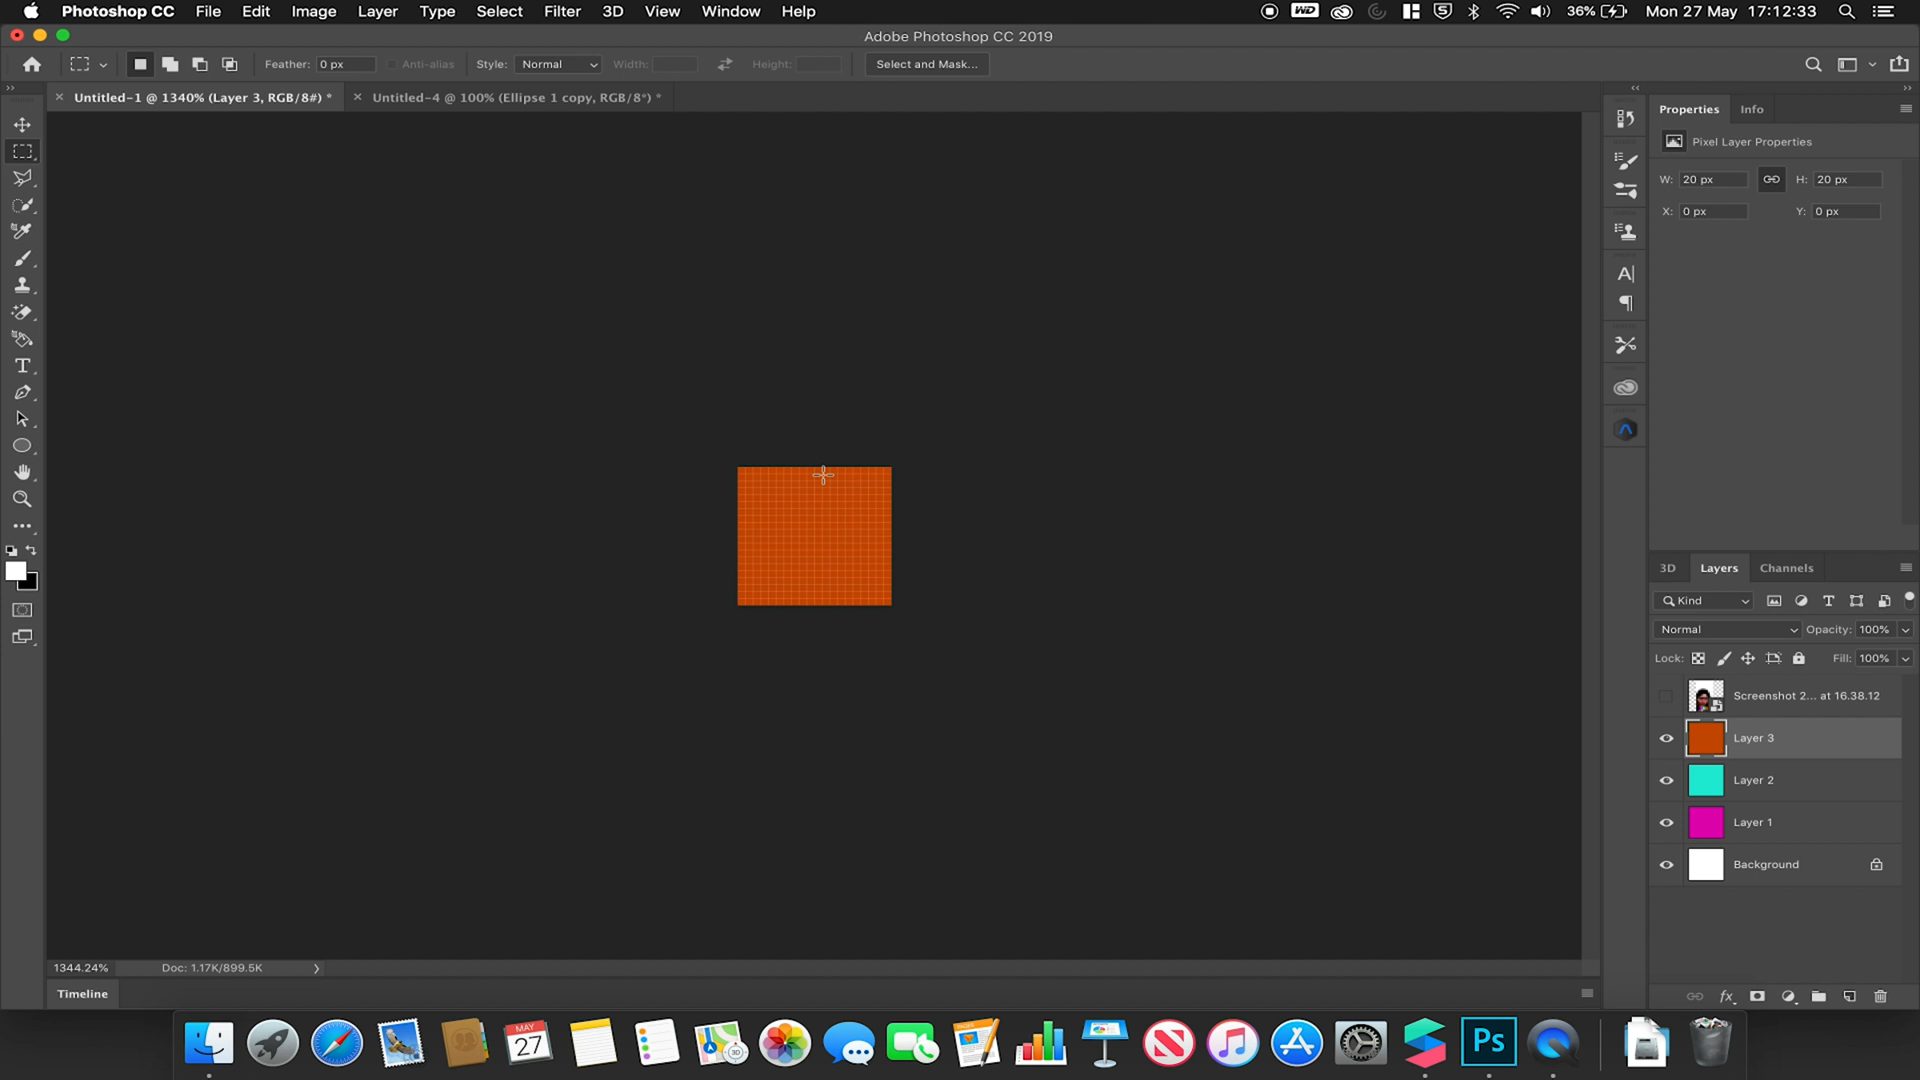 Photoshop CC File Edit Image Layer Type Select Filter 3D View Window Help WD 36% Mon 27 May 17:12:33
Adobe Photoshop CC 2019
Feather: 0 px Anti-alias Style: Normal Width: Height: Select and Mask...
Untitled-1 @ 1340% (Layer 3, RGB/8#) * Untitled-4 @ 100% (Ellipse 1 copy, RGB/8*) *
Properties Info
Pixel Layer Properties
W: 20 px H: 20 px
X: 0 px Y: 0 px
3D Layers Channels
Kind
Normal Opacity: 100%
Lock: Fill: 100%
Screenshot 2... at 16.38.12
Layer 3
Layer 2
Layer 1
Background
1344.24% Doc: 1.17K/899.5K
Timeline
MAY
27
PAGES
Ps